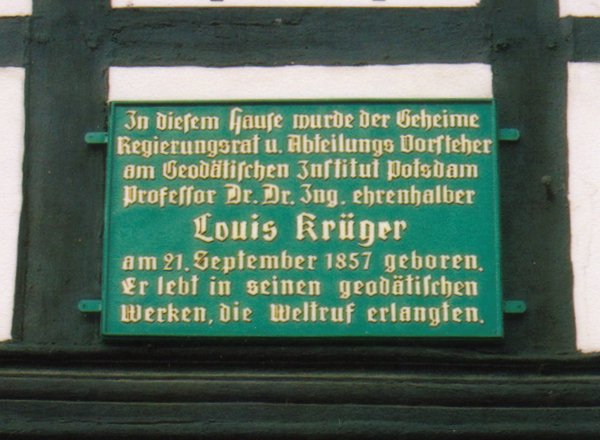 In diesem Hause wurde der Geheime
Regierungsrat u. Abteilungs Vorsteher
am Geodätischen Institut Potsdam
Professor Dr. Dr. Ing. ehrenhalber
Louis Krüger
am 21. September 1857 geboren.
Er lebt in seinen geodätischen
Werken, die Weltruf erlangten.